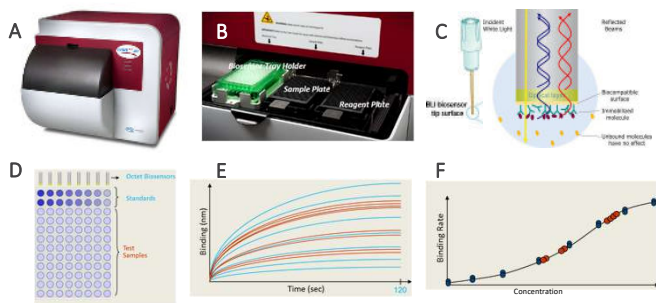 A
B
Biosensor Tray Holder
Sample Plate
Reagent Plate
C
Incident
White Light
Reflected
Beams
Optical layer
Biocompatible
surface
BLI biosensor
tip surface
Immobilized
molecule
Unbound molecules
have no effect
D
Octet Biosensors
Standards
Test
Samples
E
Binding (nm)
Time (sec)
120
F
Binding Rate
Concentration